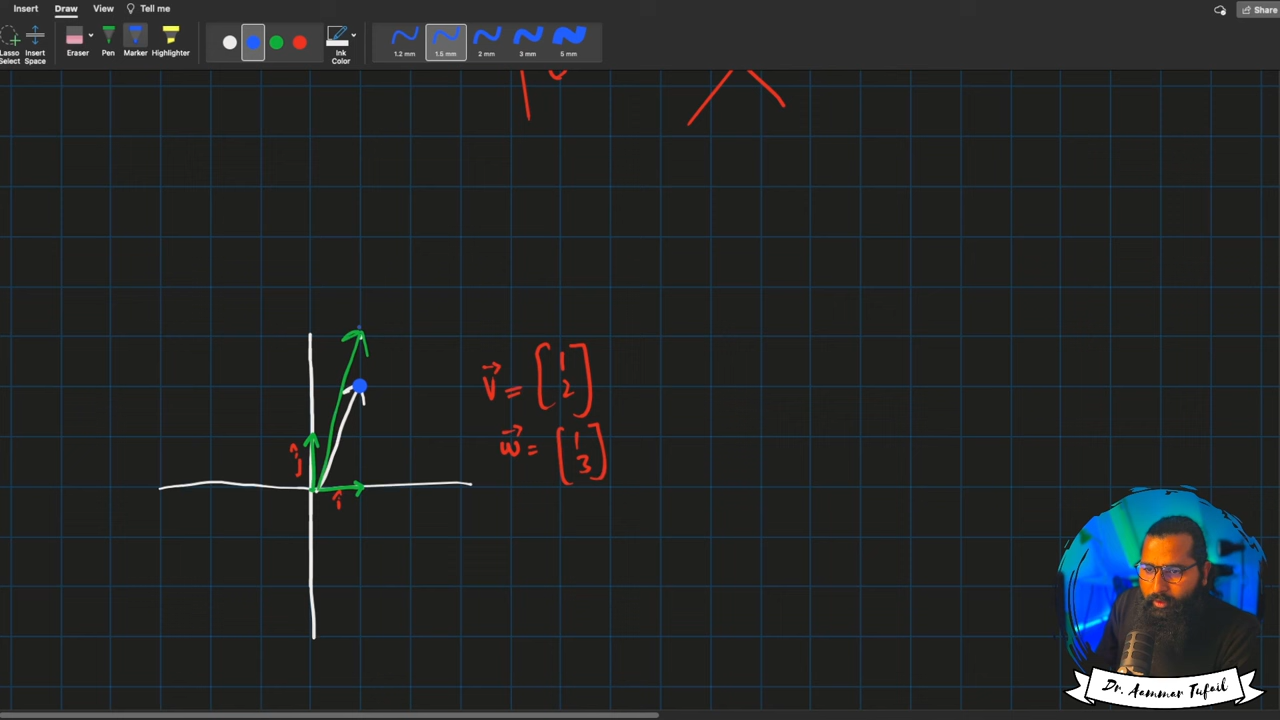 Insert View Draw Tell me
Share
Lasso Select
Insert Space
Eraser
Pen
Marker
Highlighter
Ink Color
1.2 mm
1.5 mm
2 mm
3 mm
5 mm
v⃗ = [1 2]
w⃗ = [1 3]
ĵ
î
Dr. Aammar Tufail